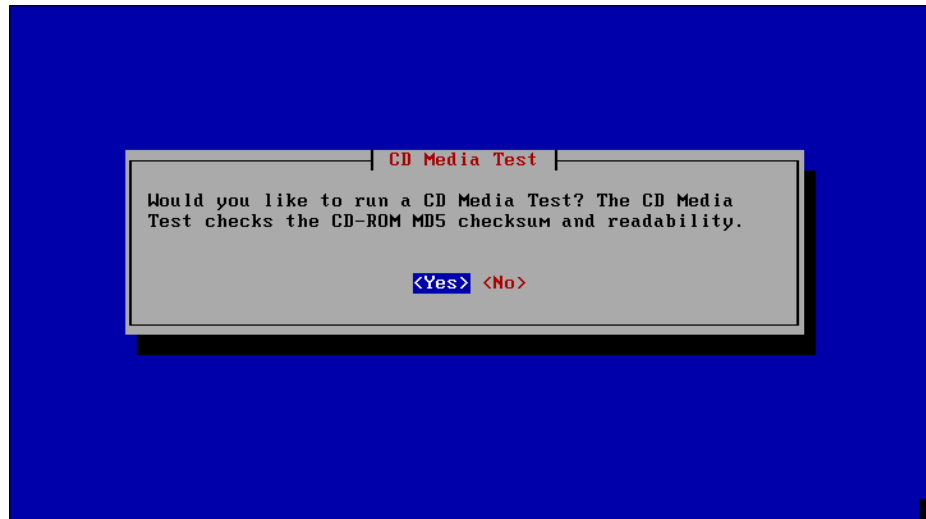 CD Media Test
Would you like to run a CD Media Test? The CD Media
Test checks the CD-ROM MD5 checksum and readability.
<Yes> <No>